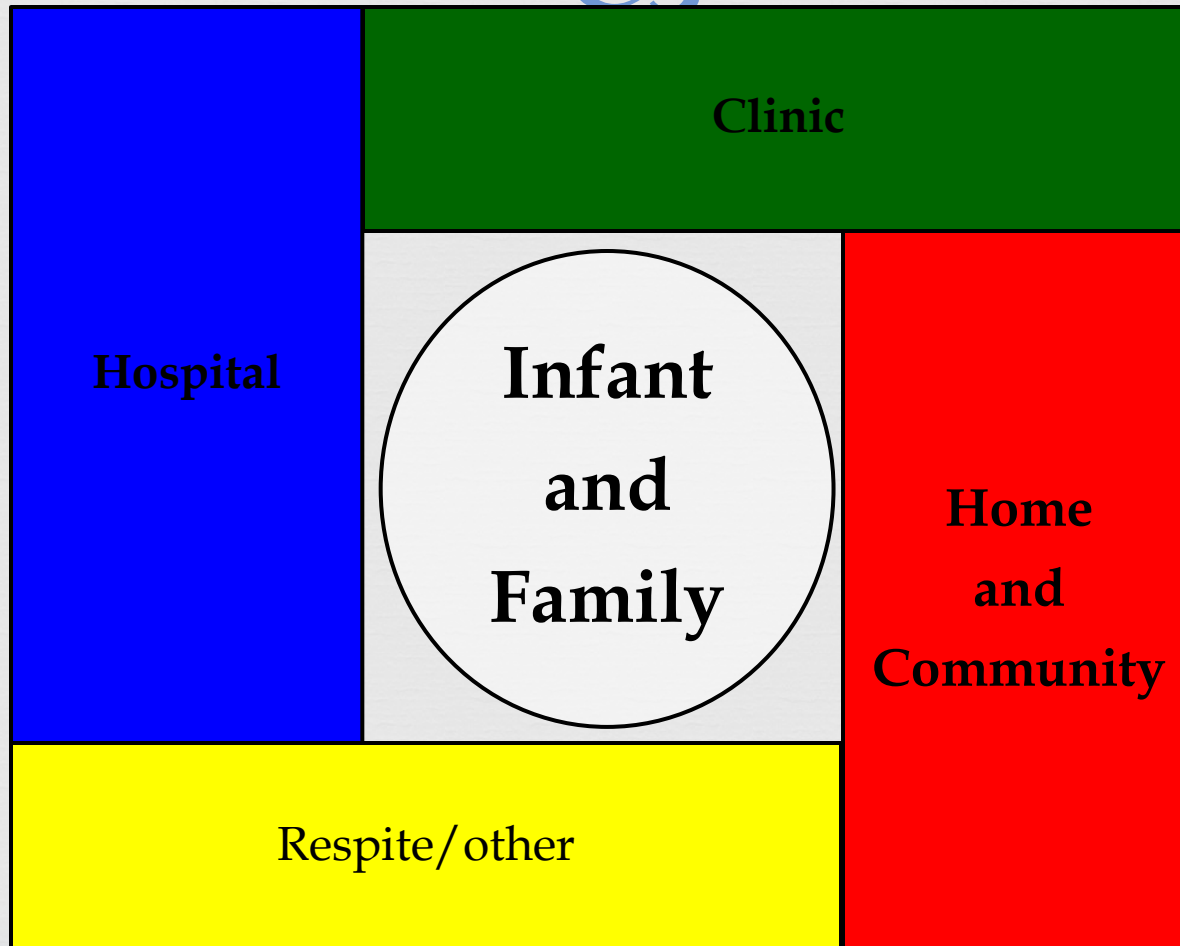 Clinic
Hospital
Infant
and
Family
Home
and
Community
Respite/other